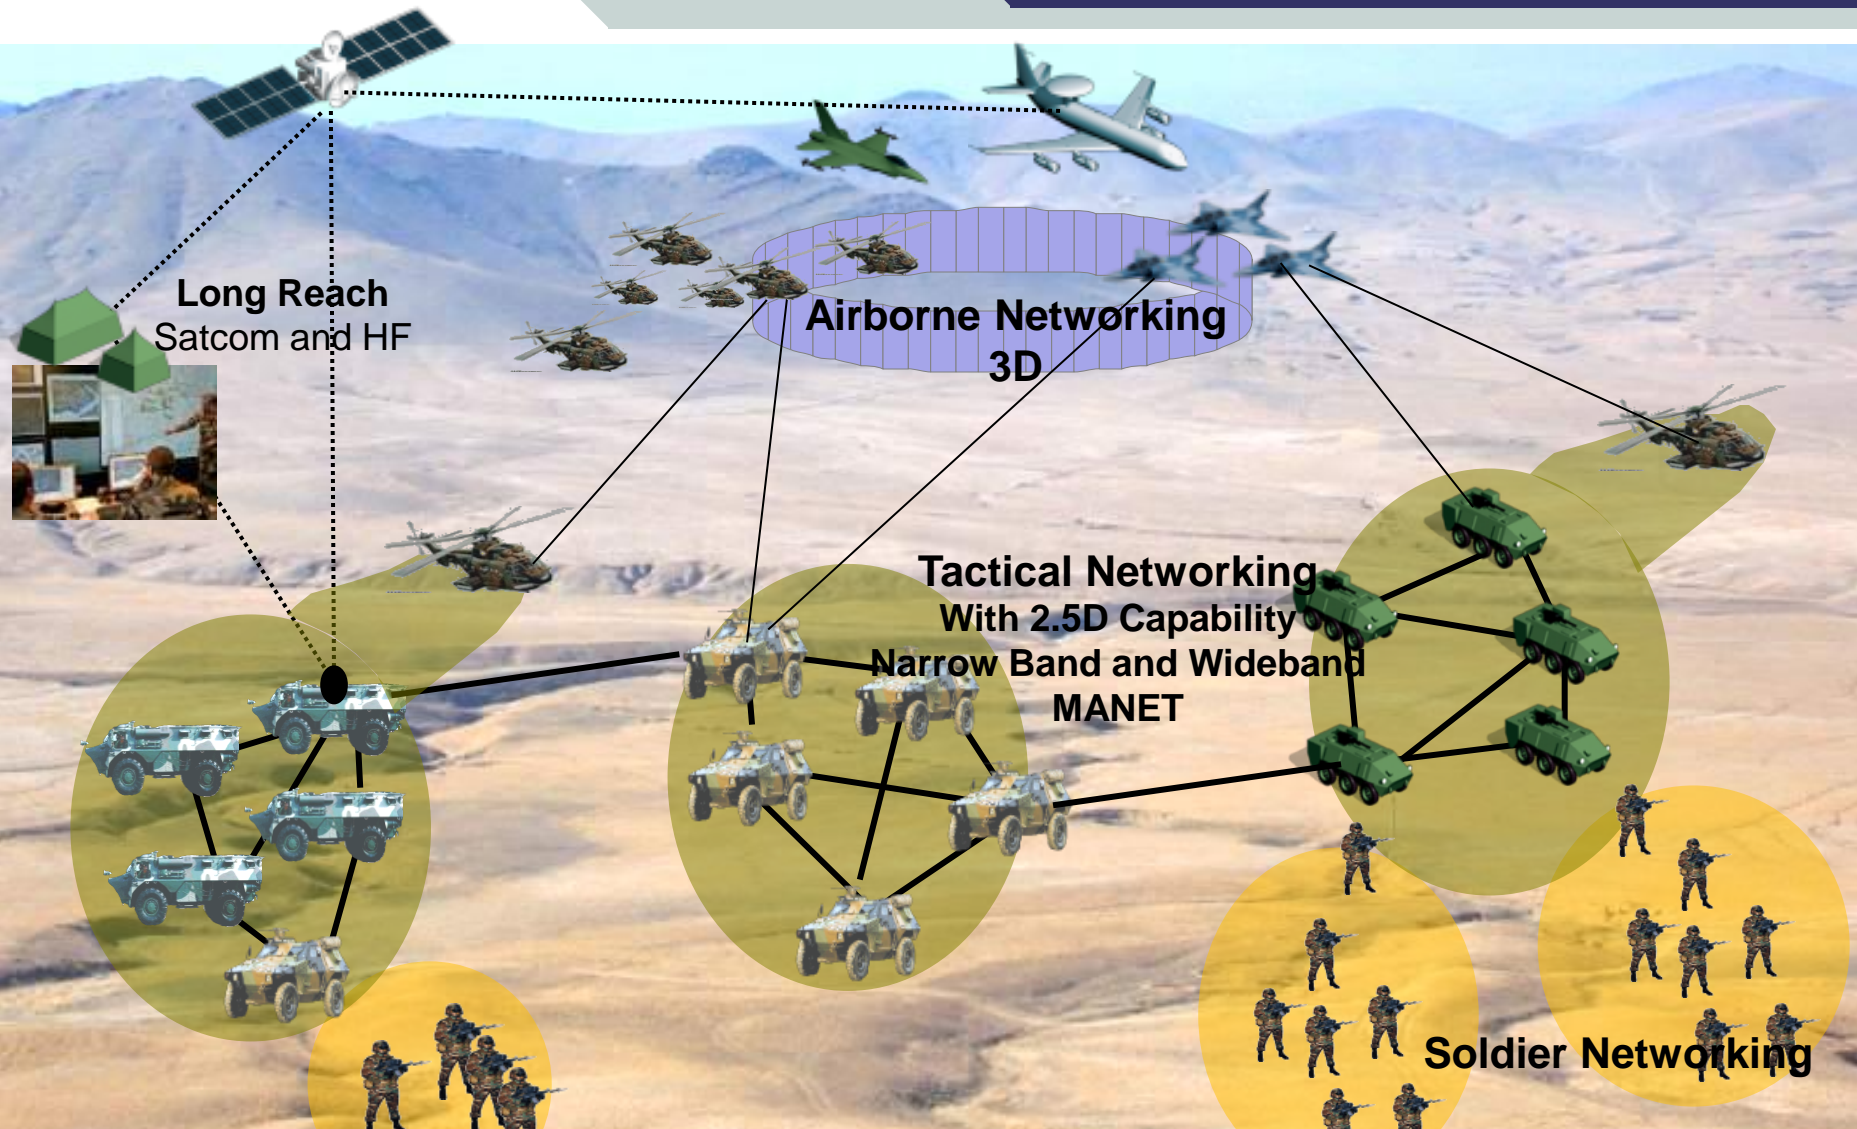 Long Reach
Satcom and HF
Airborne Networking
3D
Tactical Networking
With 2.5D Capability
Narrow Band and Wideband
MANET
Soldier Networking